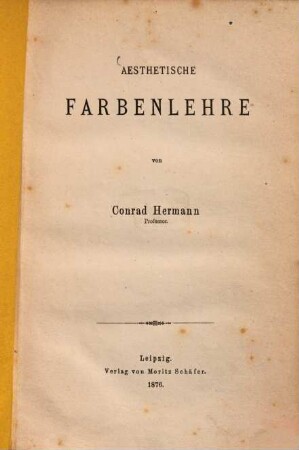 AESTHETISCHE
FARBENLEHRE
von
Conrad Hermann
Professor.
Leipzig.
Verlag von Moritz Schäfer.
1876.